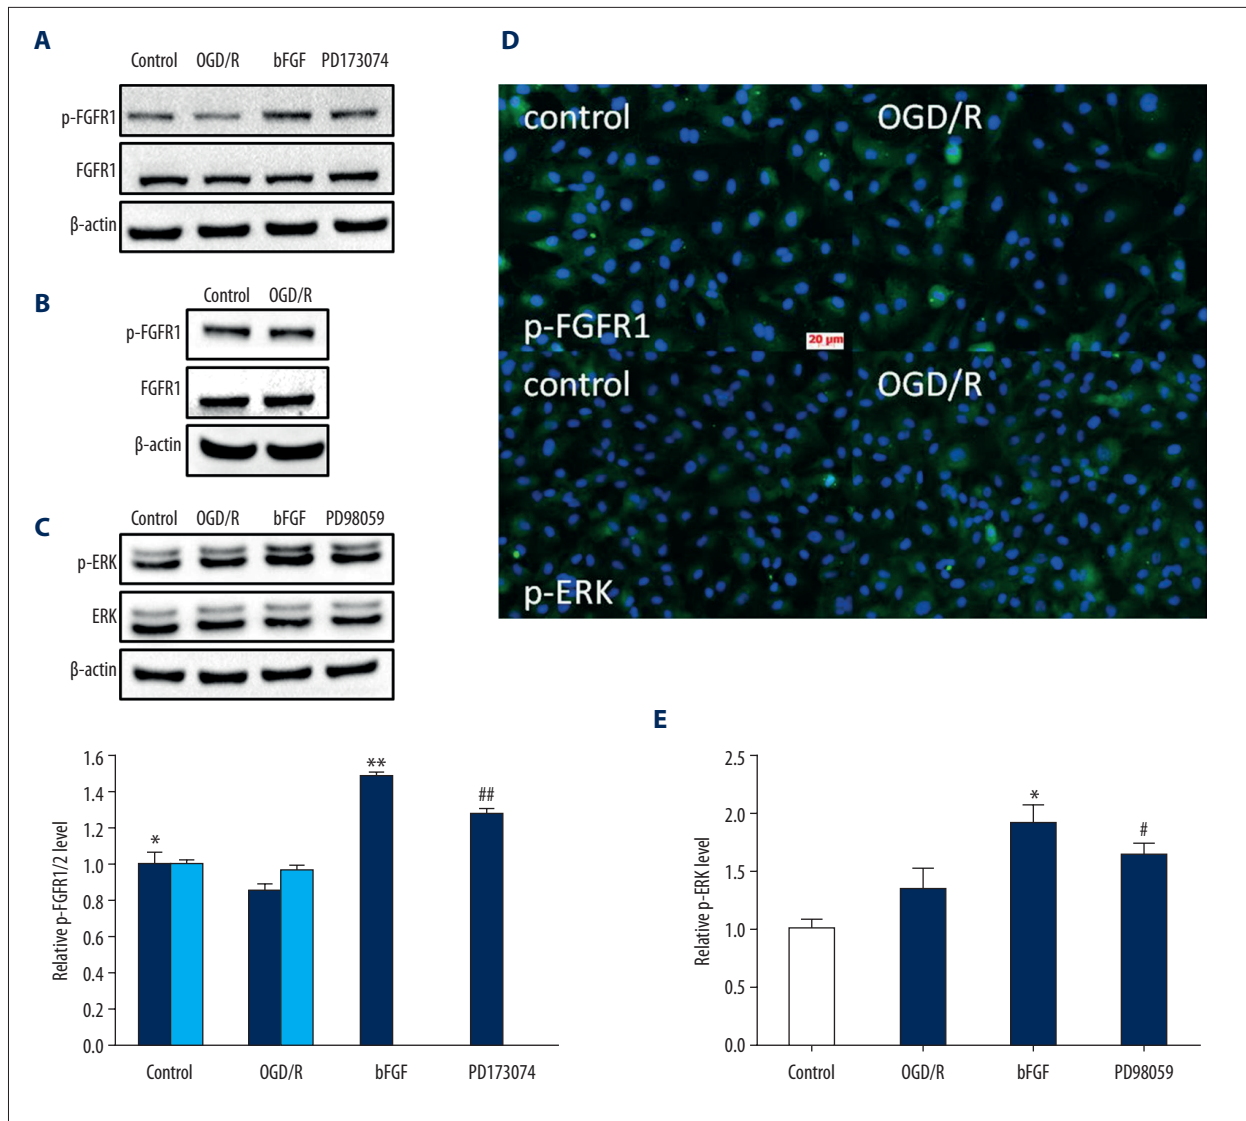 A
Control OGD/R bFGF PD173074
p-FGFR1
FGFR1
β-actin
B
Control OGD/R
p-FGFR1
FGFR1
β-actin
C
Control OGD/R bFGF PD98059
p-ERK
ERK
β-actin
Relative p-FGFR1/2 level
1.6
1.4
1.2
1.0
0.8
0.6
0.4
0.2
0.0
*
**
##
Control OGD/R bFGF PD173074
D
control OGD/R
p-FGFR1
20 µm
control OGD/R
p-ERK
E
Relative p-ERK level
2.5
2.0
1.5
1.0
0.5
0.0
*
#
Control OGD/R bFGF PD98059